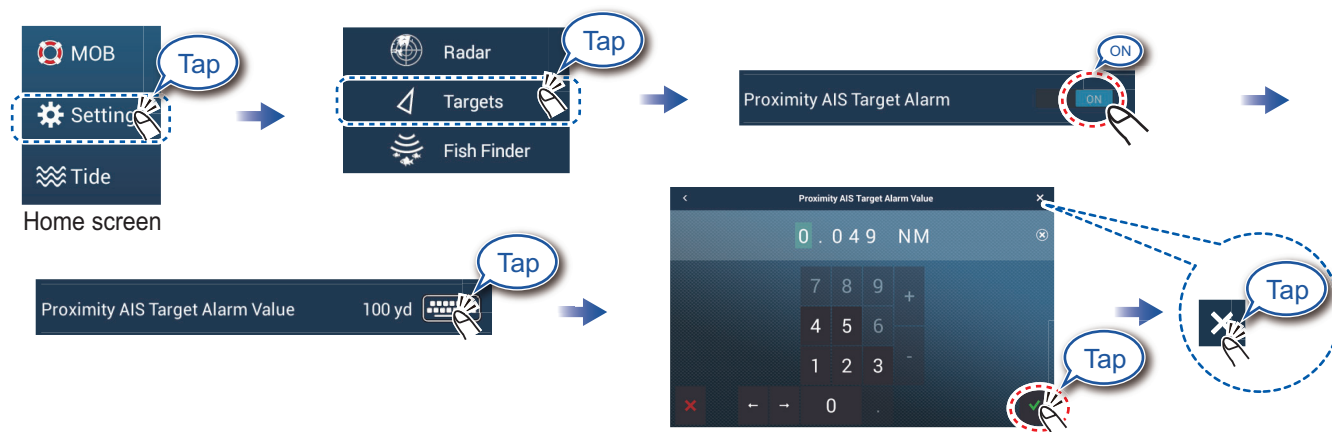 MOB
Tap
Setting
Tide
Home screen
Radar
Tap
Targets
Fish Finder
ON
Proximity AIS Target Alarm
ON
Proximity AIS Target Alarm Value 100 yd
Tap
Proximity AIS Target Alarm Value
0.049 NM
7 8 9 +
4 5 6
1 2 3 -
0 .
Tap
Tap